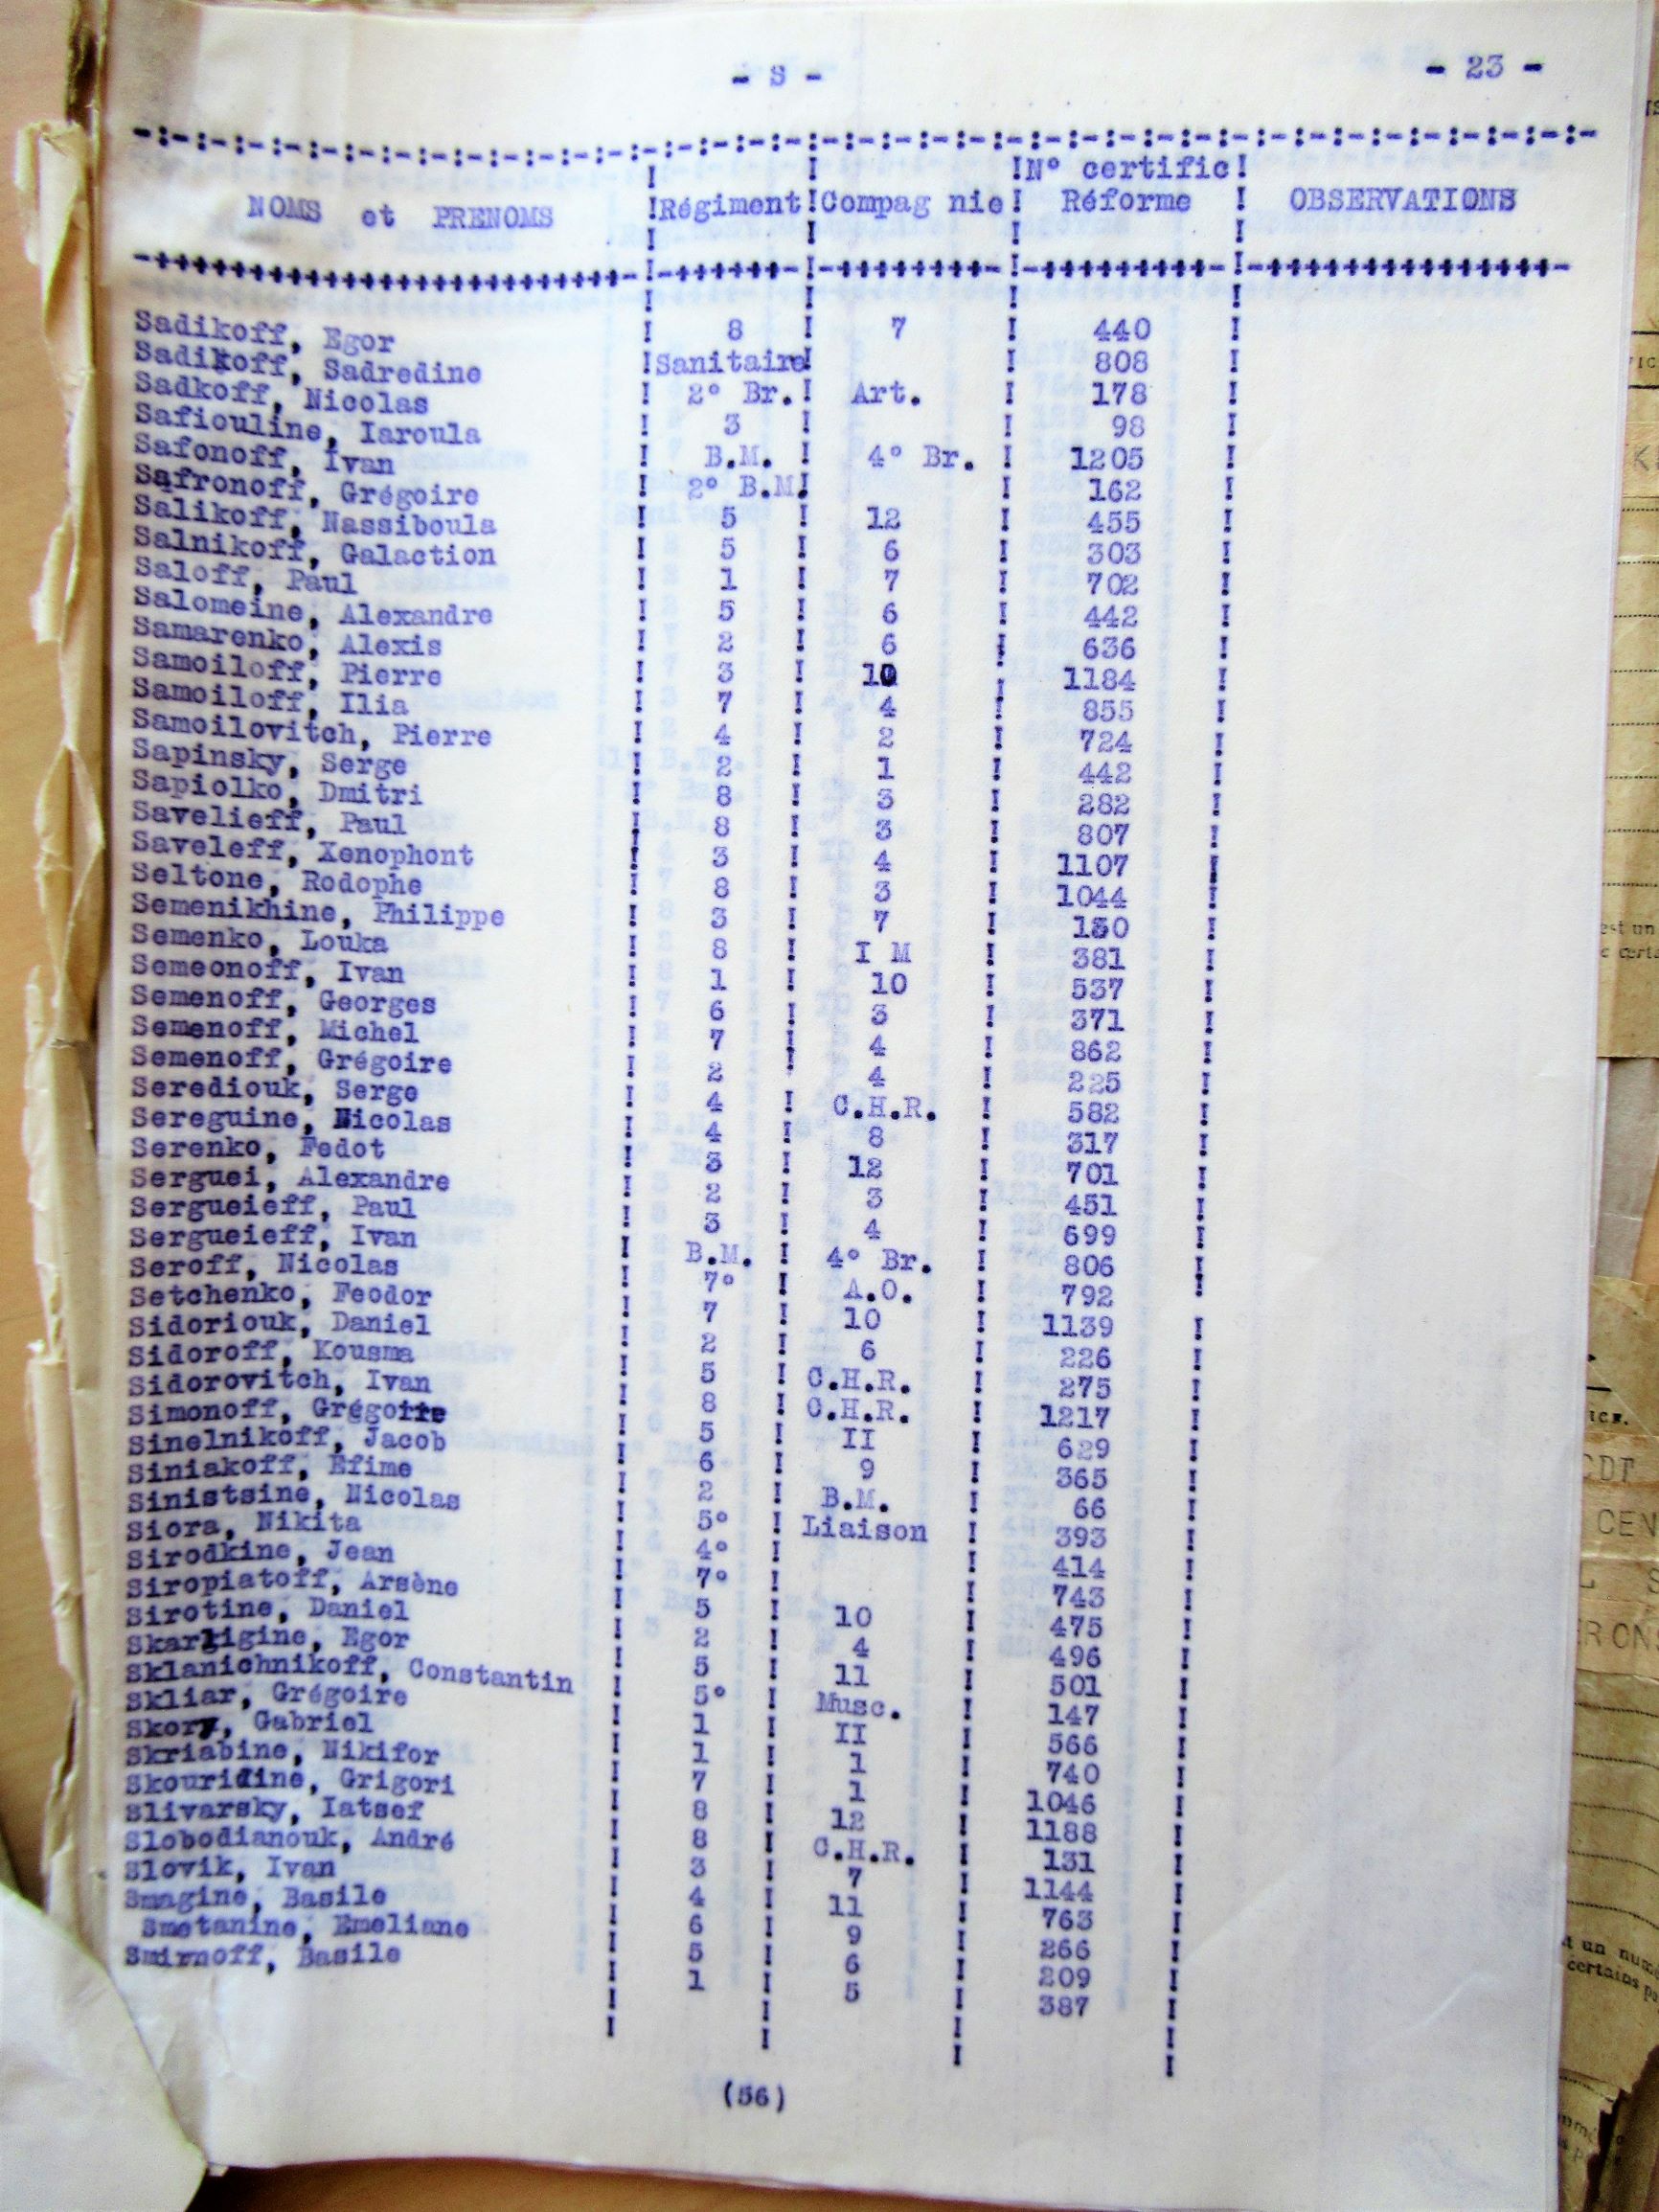 - S -
- 23 -
NOMS et PRENOMS !Régiment !Compag nie! N° certific Réforme ! OBSERVATIONS
Sadikoff, Egor ! 8 ! 7 ! 440 !
Sadikoff, Sadredine !Sanitaire! ! 808 !
Sadkoff, Nicolas ! 2° Br. ! Art. ! 178 !
Safiouline, Iaroula ! 3 ! ! 98 !
Safonoff, Ivan ! B.M. ! 4° Br. ! 1205 !
Safronoff, Grégoire ! 2° B.M! ! 162 !
Salikoff, Nassiboula ! 5 ! 12 ! 455 !
Salnikoff, Galaction ! 5 ! 6 ! 303 !
Saloff, Paul ! 1 ! 7 ! 702 !
Salomeine, Alexandre ! 5 ! 6 ! 442 !
Samarenko, Alexis ! 2 ! 6 ! 636 !
Samoiloff, Pierre ! 3 ! 10 ! 1184 !
Samoiloff, Ilia ! 7 ! 4 ! 855 !
Samoilovitch, Pierre ! 4 ! 2 ! 724 !
Sapinsky, Serge ! 2 ! 1 ! 442 !
Sapiolko, Dmitri ! 8 ! 3 ! 282 !
Savelieff, Paul ! 8 ! 3 ! 807 !
Saveleff, Xenophont ! 3 ! 4 ! 1107 !
Seltone, Rodophe ! 8 ! 3 ! 1044 !
Semenikhine, Philippe ! 3 ! 7 ! !
Semenko, Louka ! 8 ! I M ! 381 !
Semeonoff, Ivan ! 1 ! 10 ! 537 !
Semenoff, Georges ! 6 ! 3 ! 371 !
Semenoff, Michel ! 7 ! 4 ! 862 !
Semenoff, Grégoire ! 2 ! 4 ! 225 !
Serediouk, Serge ! 4 ! C.H.R. ! 582 !
Sereguine, Nicolas ! 4 ! 8 ! 317 !
Serenko, Fedot ! 3 ! 12 ! 701 !
Serguei, Alexandre ! 2 ! 3 ! 451 !
Sergueieff, Paul ! 3 ! 4 ! 699 !
Sergueieff, Ivan ! B.M. ! 4° Br. ! 806 !
Seroff, Nicolas ! 7° ! A.O. ! 792 !
Setchenko, Feodor ! 7 ! 10 ! 1139 !
Sidoriouk, Daniel ! 2 ! 6 ! 226 !
Sidoroff, Kousma ! 5 ! C.H.R. ! 275 !
Sidorovitch, Ivan ! 8 ! C.H.R. ! 1217 !
Simonoff, Grégoire ! 5 ! II ! 629 !
Sinelnikoff, Jacob ! 6 ! 9 ! 365 !
Siniakoff, Efime ! 2 ! B.M. ! 66 !
Sinistsine, Nicolas ! 5° ! Liaison ! 393 !
Siora, Nikita ! 4° ! ! 414 !
Sirodkine, Jean ! 7° ! ! 743 !
Siropiatoff, Arsène ! 5 ! 10 ! 475 !
Sirotine, Daniel ! 2 ! 4 ! 496 !
Egor ! 5 ! 11 ! 501 !
Sklanichnikoff, Constantin ! 5° ! Musc. ! 147 !
Skliar, Grégoire ! 1 ! II ! 566 !
Skory, Gabriel ! 1 ! 1 ! 740 !
Skriabine, Nikifor ! 7 ! 1 ! 1046 !
Skouridine, Grigori ! 8 ! 12 ! 1188 !
Slivarsky, Iatsef ! 8 ! C.H.R. ! 131 !
Slobodianouk, André ! 3 ! 7 ! 1144 !
Slovik, Ivan ! 4 ! 11 ! 763 !
Smagine, Basile ! 6 ! 9 ! 266 !
Smetanine, Emeliane ! 5 ! 6 ! 209 !
Smirnoff, Basile ! 1 ! 5 ! 387 !
(56)